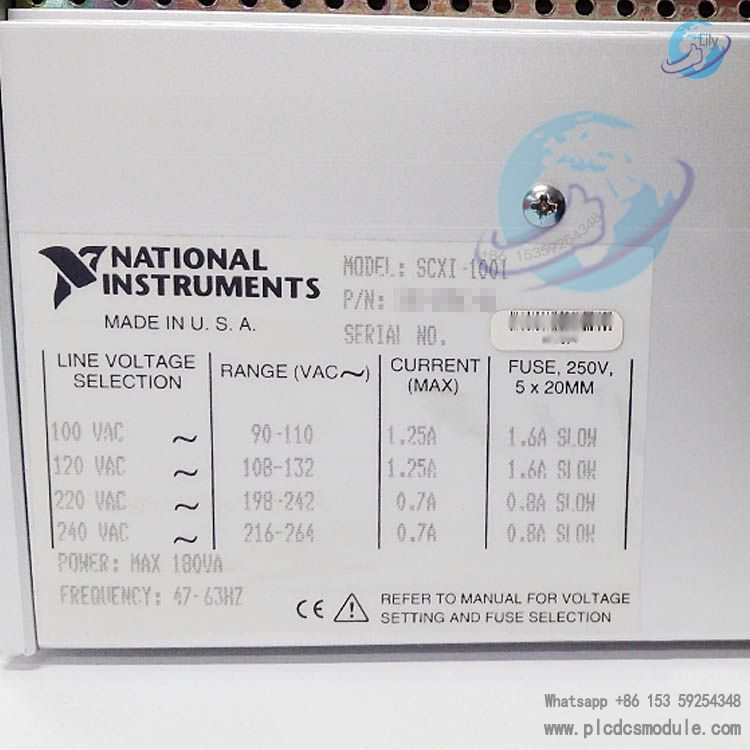 Lily
+86 15359254348
NATIONAL
INSTRUMENTS
MADE IN U. S. A.
MODEL: SCXI-1001
P/N:
SERIAL NO.
LINE VOLTAGE SELECTION RANGE (VAC~) CURRENT (MAX) FUSE, 250V, 5 x 20MM
100 VAC ~ 90-110 1.25A 1.6A SLOW
120 VAC ~ 108-132 1.25A 1.6A SLOW
220 VAC ~ 198-242 0.7A 0.8A SLOW
240 VAC ~ 216-264 0.7A 0.8A SLOW
POWER: MAX 180VA
FREQUENCY: 47-63HZ
CE
REFER TO MANUAL FOR VOLTAGE
SETTING AND FUSE SELECTION
Whatsapp +86 153 59254348
www.plcdcsmodule.com